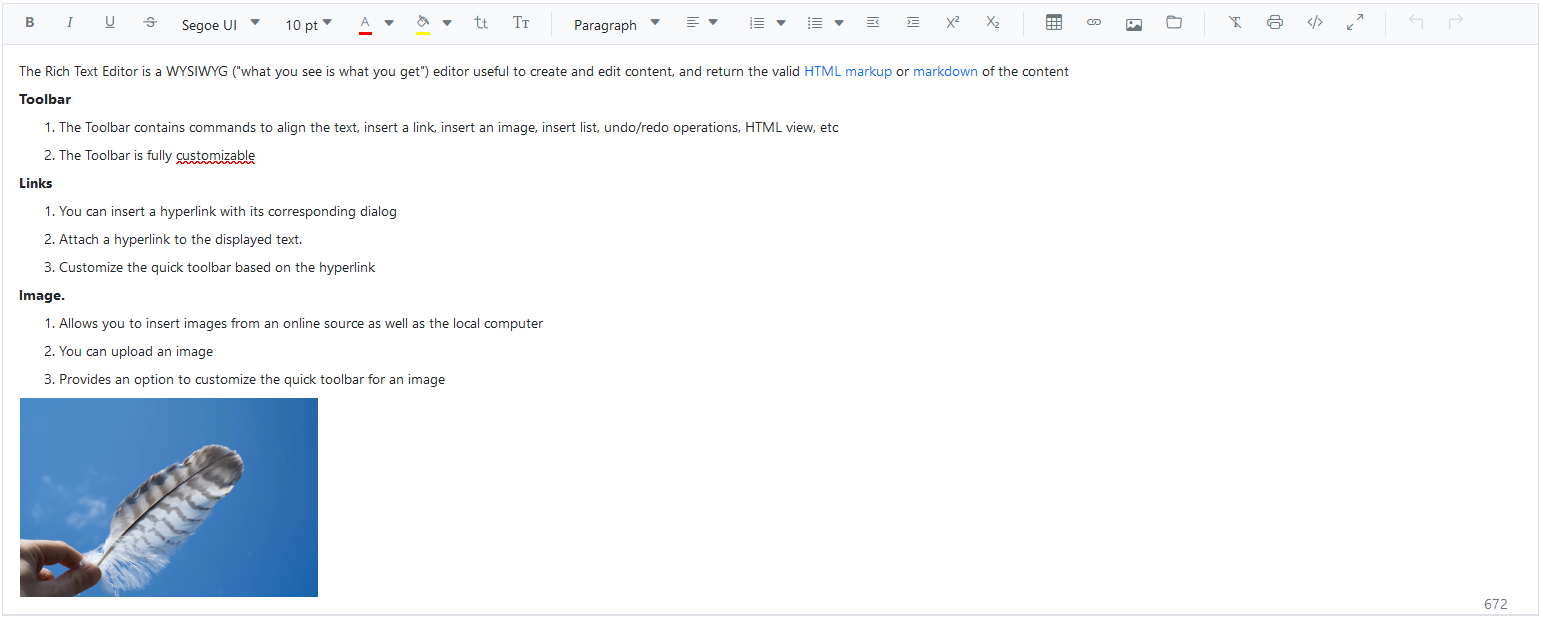 B I U S Segoe UI 10 pt A tt TT Paragraph X² X₂
The Rich Text Editor is a WYSIWYG ("what you see is what you get") editor useful to create and edit content, and return the valid HTML markup or markdown of the content
Toolbar
1. The Toolbar contains commands to align the text, insert a link, insert an image, insert list, undo/redo operations, HTML view, etc
2. The Toolbar is fully customizable
Links
1. You can insert a hyperlink with its corresponding dialog
2. Attach a hyperlink to the displayed text.
3. Customize the quick toolbar based on the hyperlink
Image.
1. Allows you to insert images from an online source as well as the local computer
2. You can upload an image
3. Provides an option to customize the quick toolbar for an image
672